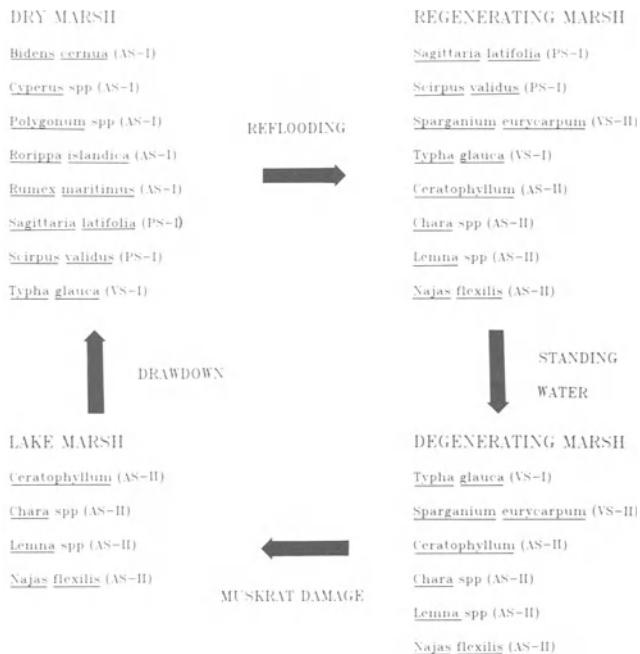 DRY MARSH
Bidens cernua (AS-I)
Cyperus spp (AS-I)
Polygonum spp (AS-I)
Rorippa islandica (AS-I)
Rumex maritimus (AS-I)
Sagittaria latifolia (PS-I)
Scirpus validus (PS-I)
Typha glauca (VS-I)
REFLOODING
REGENERATING MARSH
Sagittaria latifolia (PS-I)
Scirpus validus (PS-I)
Sparganium eurycarpum (VS-II)
Typha glauca (VS-I)
Ceratophyllum (AS-II)
Chara spp (AS-II)
Lemna spp (AS-II)
Najas flexilis (AS-II)
STANDING
WATER
DEGENERATING MARSH
Typha glauca (VS-I)
Sparganium eurycarpum (VS-II)
Ceratophyllum (AS-II)
Chara spp (AS-II)
Lemna spp (AS-II)
Najas flexilis (AS-II)
MUSKRAT DAMAGE
LAKE MARSH
Ceratophyllum (AS-II)
Chara spp (AS-II)
Lemna spp (AS-II)
Najas flexilis (AS-II)
DRAWDOWN